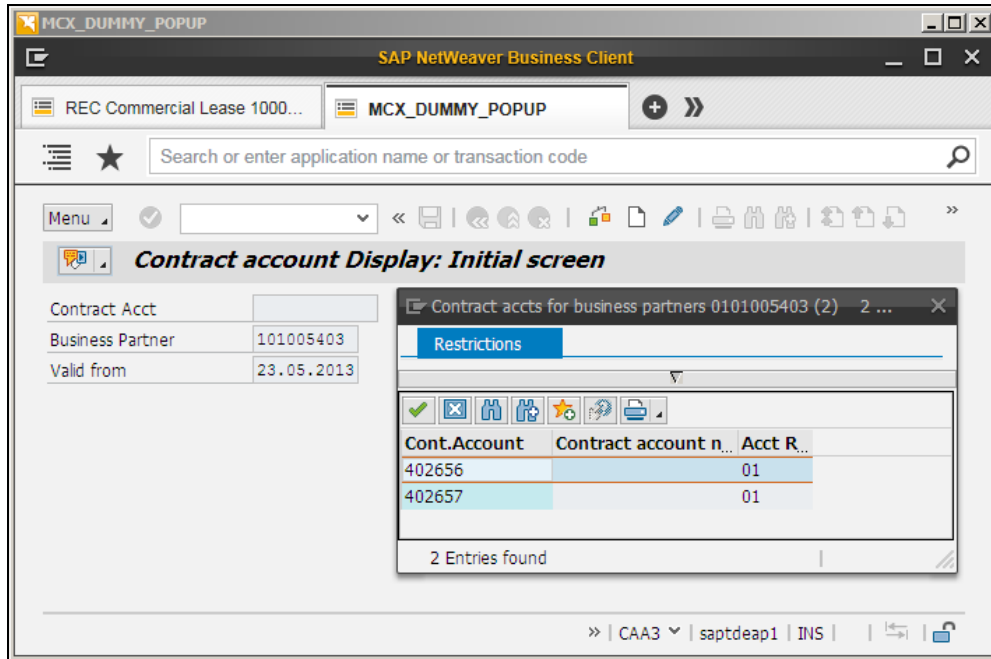 MCX_DUMMY_POPUP
SAP NetWeaver Business Client
REC Commercial Lease 1000... MCX_DUMMY_POPUP
Search or enter application name or transaction code
Menu
Contract account Display: Initial screen
Contract Acct
Business Partner 101005403
Valid from 23.05.2013
Contract accts for business partners 0101005403 (2) 2 ...
Restrictions
Cont.Account Contract account n... Acct R...
402656 01
402657 01
2 Entries found
» | CAA3 | saptdeap1 | INS |